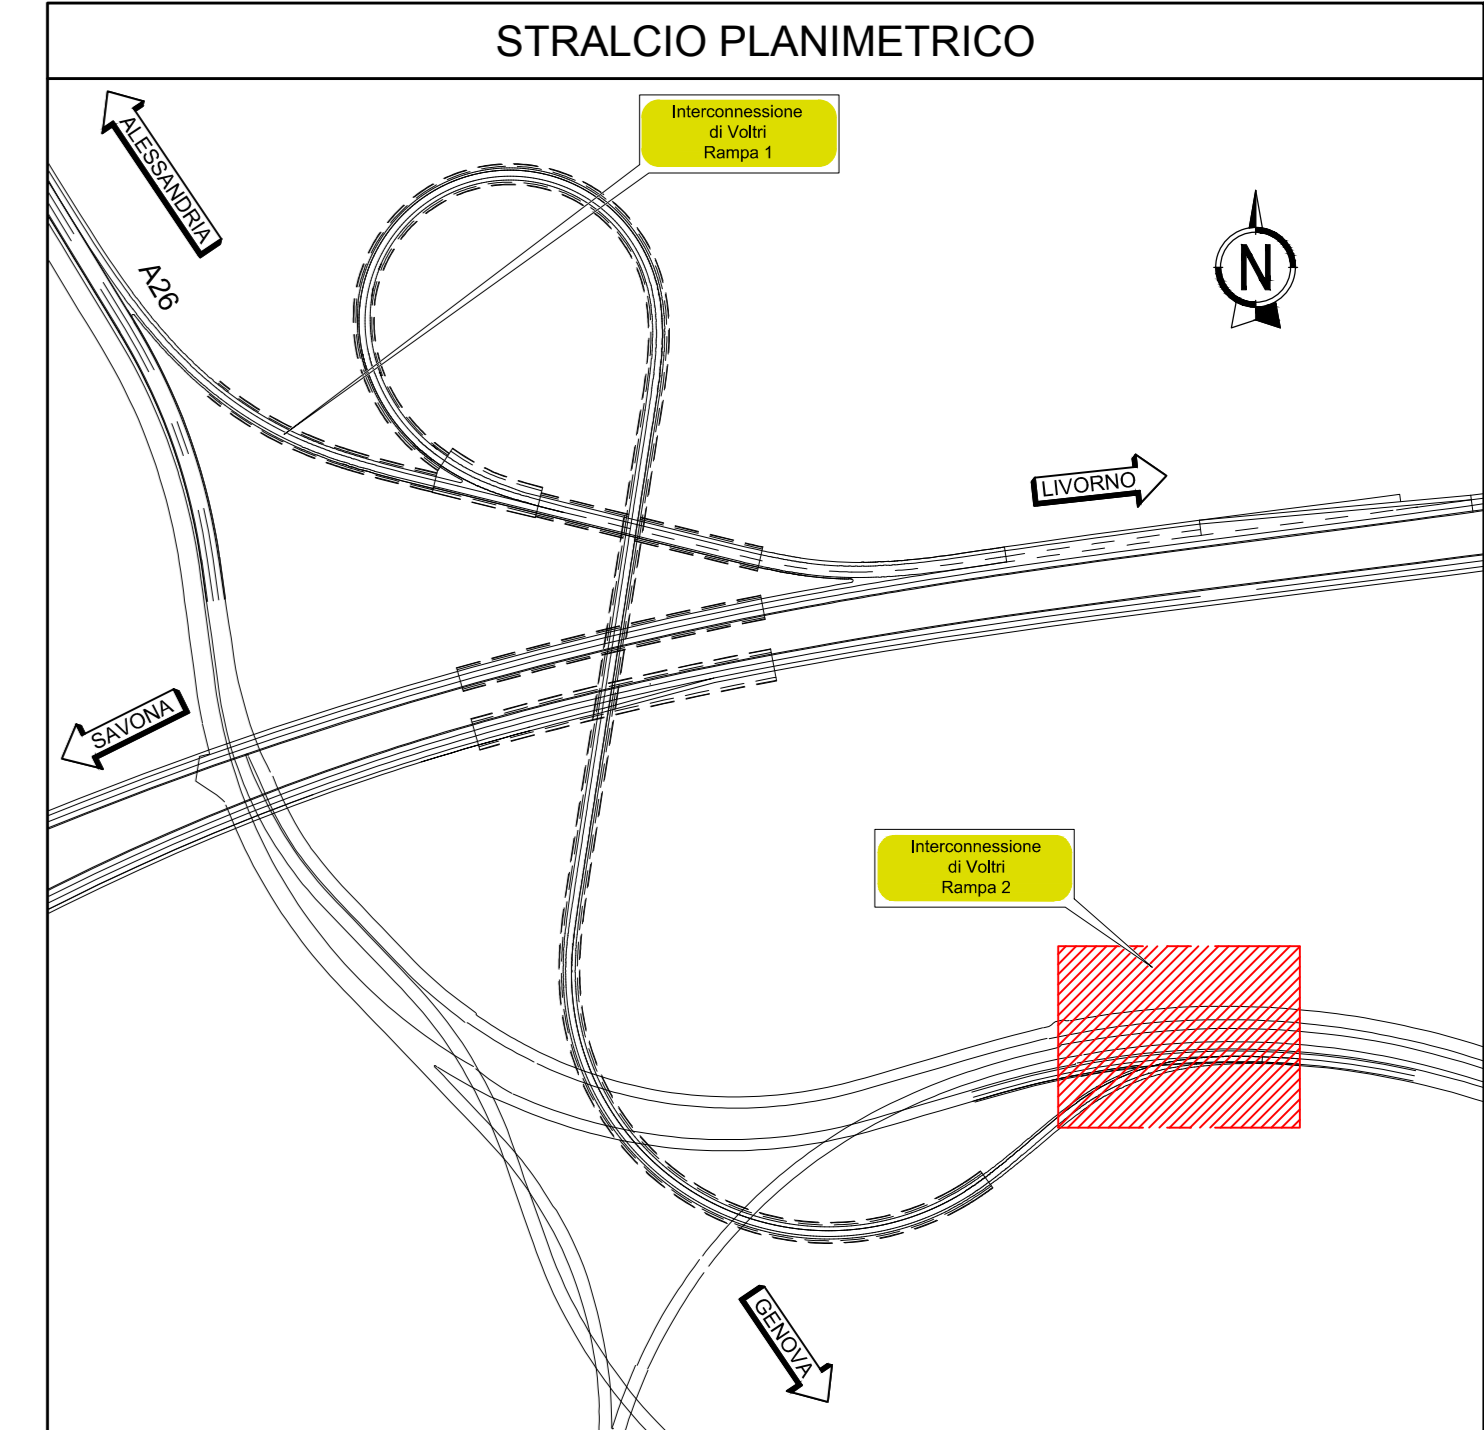 STRALCIO PLANIMETRICO
Interconnessione
di Voltri
Rampa 1
ALESSANDRIA
A26
N
LIVORNO
SAVONA
Interconnessione
di Voltri
Rampa 2
GENOVA